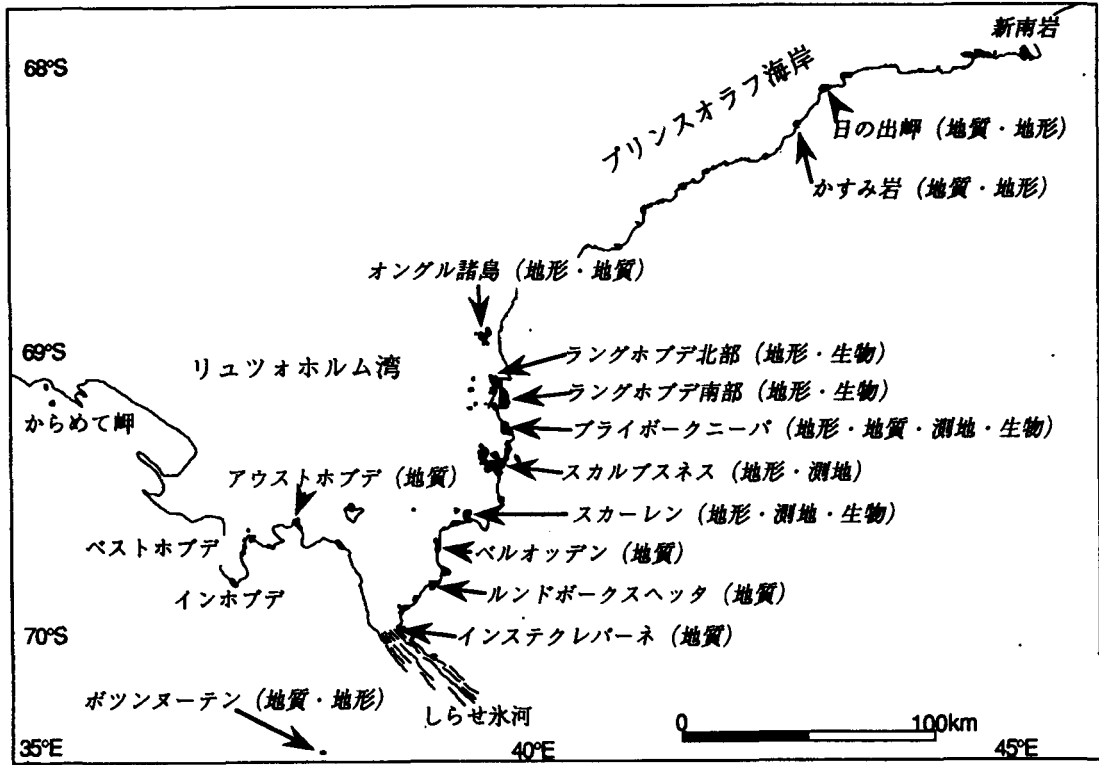 新南岩
68°S
プリンスオラフ海岸
日の出岬(地質・地形)
かすみ岩(地質・地形)
オングル諸島(地形・地質)
69°S
ラングホブデ北部(地形・生物)
リュツォホルム湾
ラングホブデ南部(地形・生物)
からめて岬
ブライボークニーパ(地形・地質・測地・生物)
アウストホブデ(地質)
スカルブスネス(地形・測地)
スカーレン(地形・測地・生物)
ベストホブデ
ベルオッデン(地質)
インホブデ
ルンドボークスヘッタ(地質)
70°S
インステクレパーネ(地質)
ボツンヌーテン(地質・地形)
しらせ氷河
0 100km
35°E 40°E 45°E